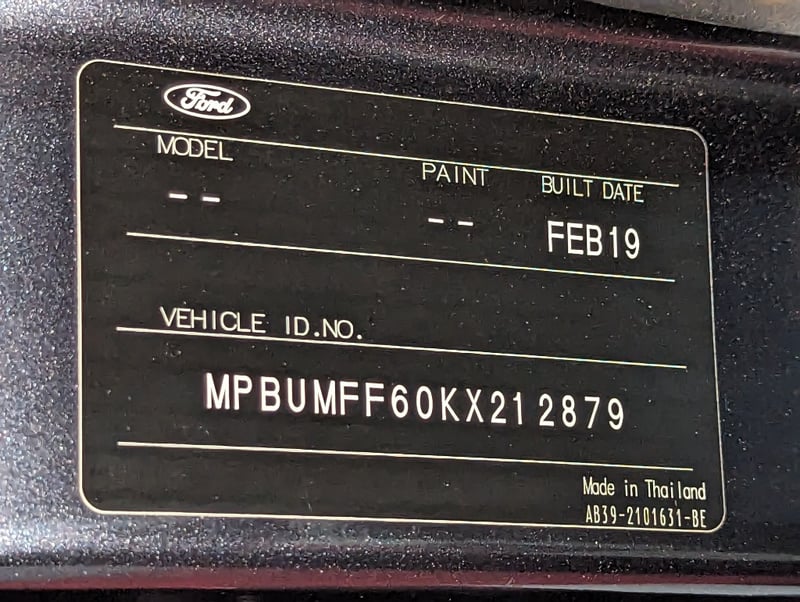 Ford
MODEL PAINT BUILT DATE
-- -- FEB19
VEHICLE ID.NO.
MPBUMFF60KX212879
Made in Thailand
AB39-2101631-BE